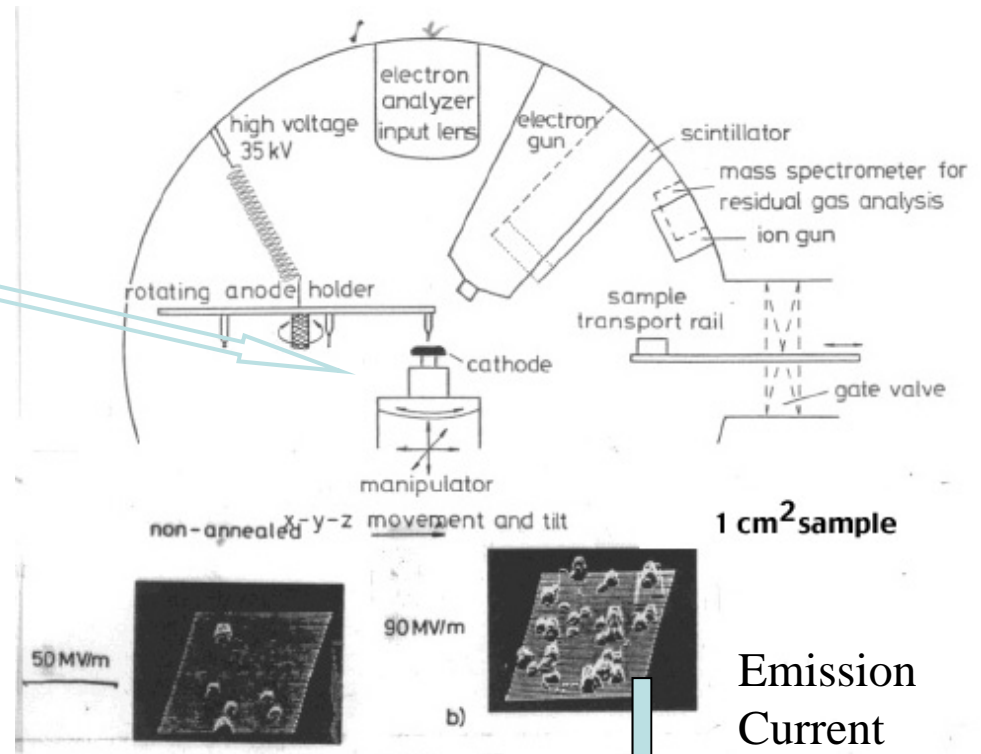 electron
analyzer
input lens
high voltage
35 kV
electron
gun
scintillator
mass spectrometer for
residual gas analysis
ion gun
rotating anode holder
sample
transport rail
cathode
gate valve
manipulator
x-y-z movement and tilt
non-annealed
1 cm² sample
50 MV/m
90 MV/m
b)
Emission
Current